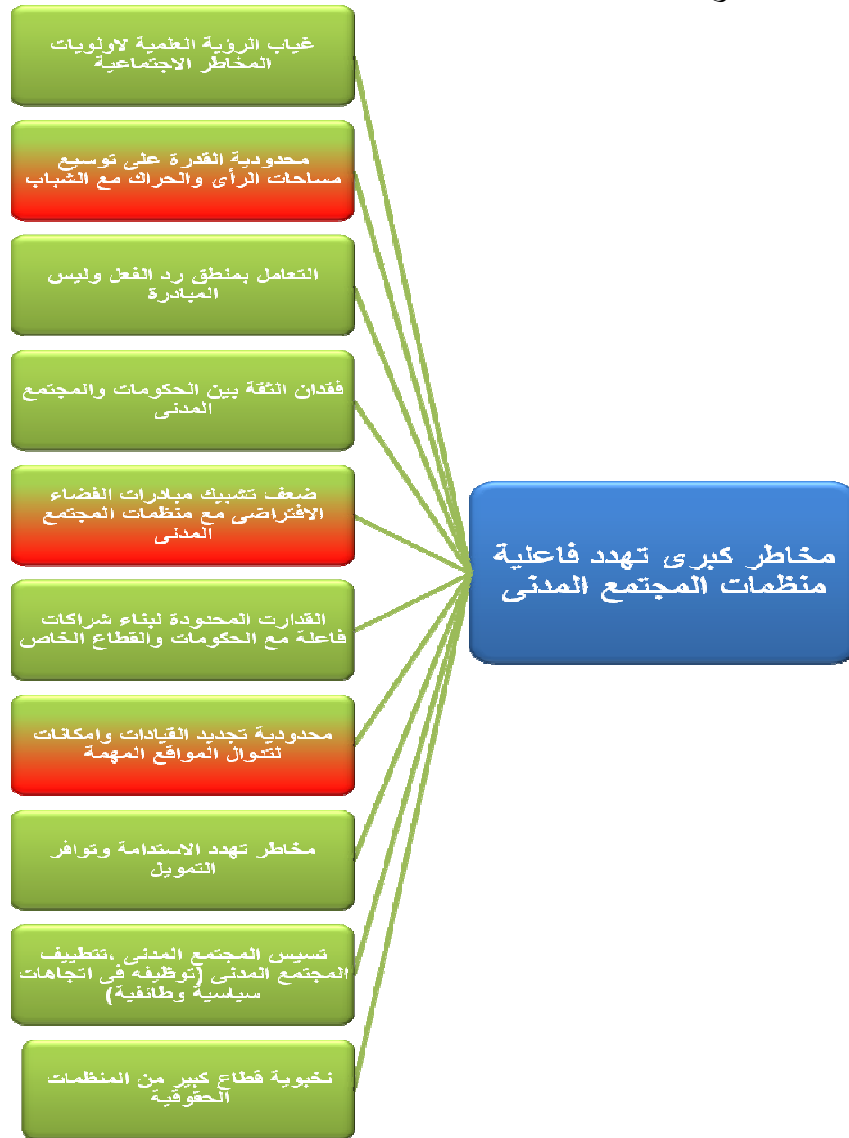 غياب الرؤية العلمية لاولويات
المخاطر الاجتماعية
محدودية القدرة على توسيع
مساحات الرأى والحراك مع الشباب
التعامل بمنطق رد الفعل وليس
المبادرة
فقدان الثقة بين الحكومات والمجتمع
المدنى
ضعف تشبيك مبادرات الفضاء
الافتراضى مع منظمات المجتمع
المدنى
القدارت المحدودة لبناء شراكات
فاعلة مع الحكومات والقطاع الخاص
محدودية تجديد القيادات وامكانات
لتدوال المواقع المهمة
مخاطر تهدد الاستدامة وتوافر
التمويل
تسيس المجتمع المدنى ،تتطييف
المجتمع المدنى (توظيفه فى اتجاهات
سياسية وطائفية)
نخبوية قطاع كبير من المنظمات
الحقوقية
مخاطر كبرى تهدد فاعلية
منظمات المجتمع المدنى